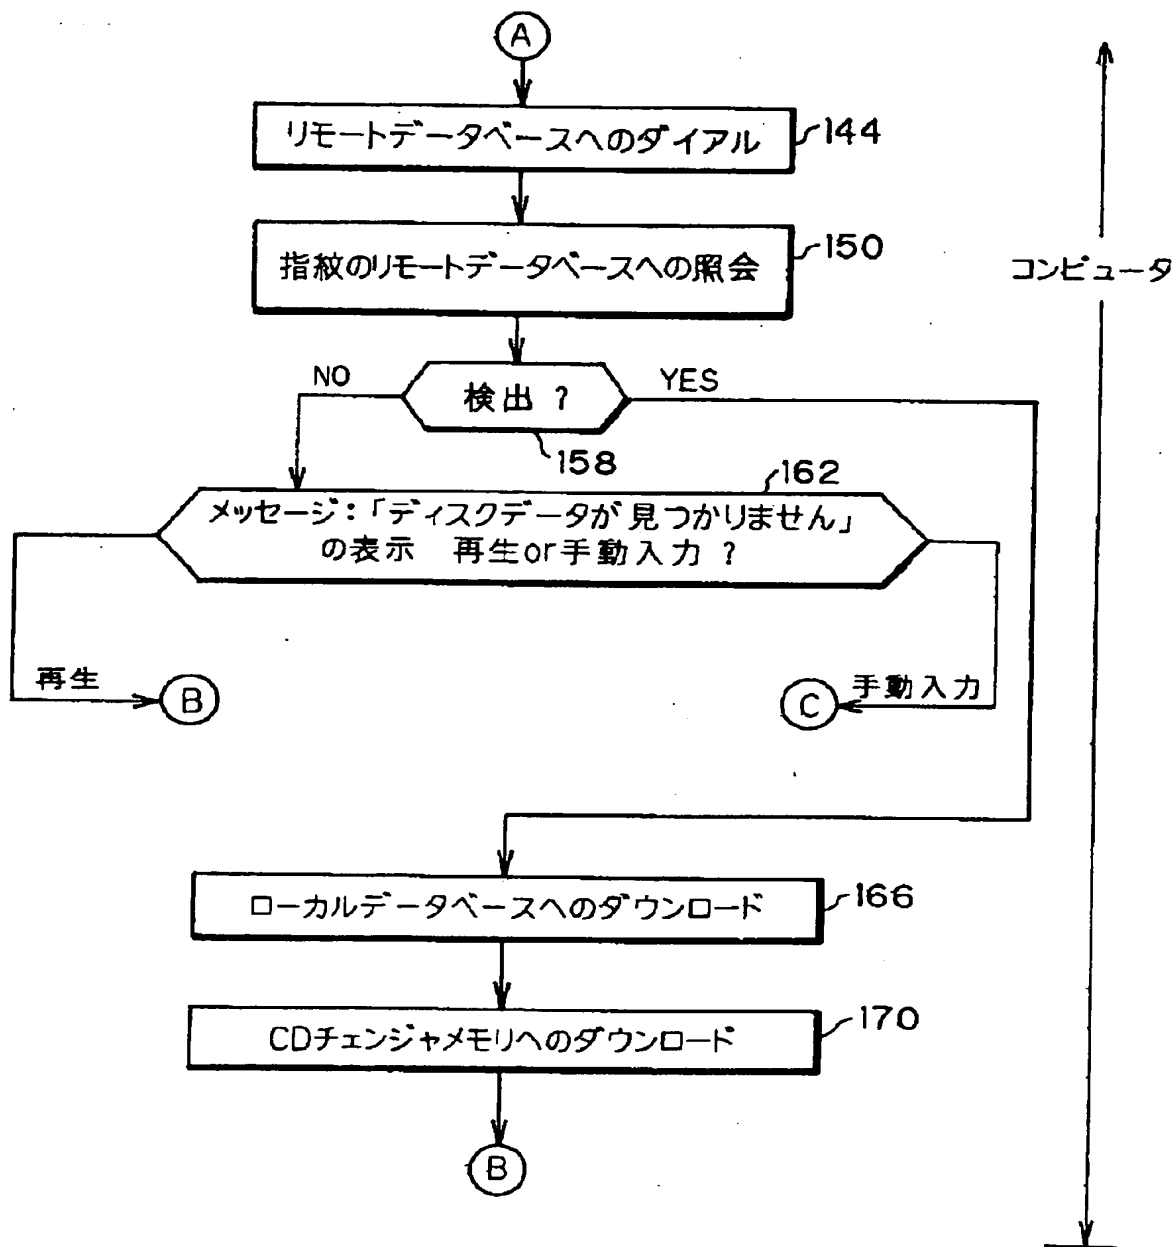 A
リモートデータベースへのダイアル
144
指紋のリモートデータベースへの照会
150
コンピュータ
NO
検出 ?
YES
158
162
メッセージ:「ディスクデータが見つかりません」
の表示 再生or手動入力 ?
再生
B
C
手動入力
ローカルデータベースへのダウンロード
166
CDチェンジャメモリへのダウンロード
170
B